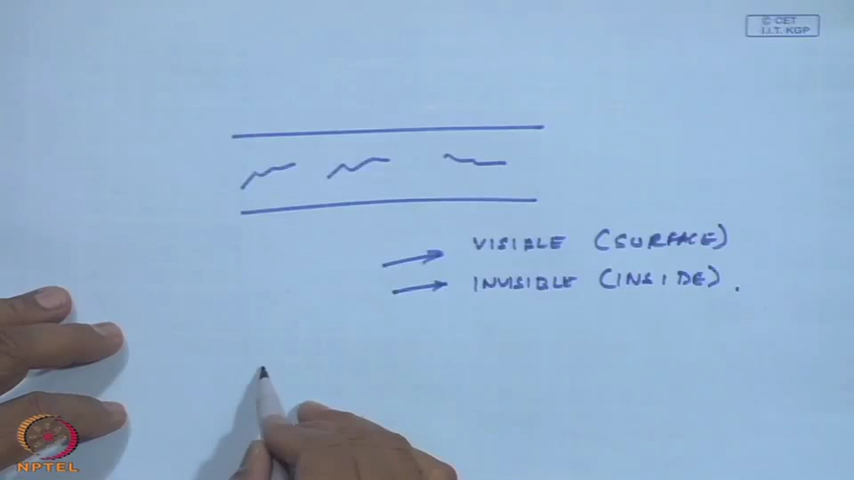 © CET
I.I.T. KGP
VISIBLE (SURFACE)
INVISIBLE (INSIDE).
NPTEL